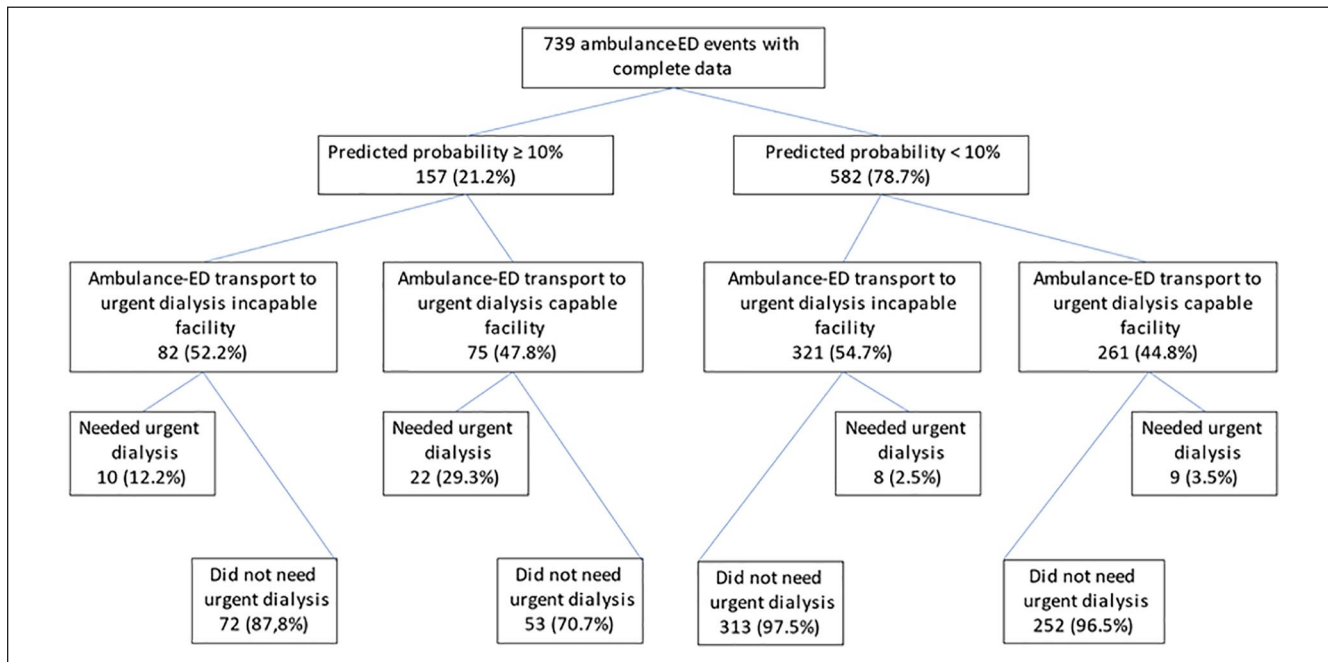 739 ambulance-ED events with
complete data
Predicted probability ≥ 10%
157 (21.2%)
Predicted probability < 10%
582 (78.7%)
Ambulance-ED transport to
urgent dialysis incapable
facility
82 (52.2%)
Ambulance-ED transport to
urgent dialysis capable
facility
75 (47.8%)
Ambulance-ED transport to
urgent dialysis incapable
facility
321 (54.7%)
Ambulance-ED transport to
urgent dialysis capable
facility
261 (44.8%)
Needed urgent
dialysis
10 (12.2%)
Needed urgent
dialysis
22 (29.3%)
Needed urgent
dialysis
8 (2.5%)
Needed urgent
dialysis
9 (3.5%)
Did not need
urgent dialysis
72 (87,8%)
Did not need
urgent dialysis
53 (70.7%)
Did not need
urgent dialysis
313 (97.5%)
Did not need
urgent dialysis
252 (96.5%)